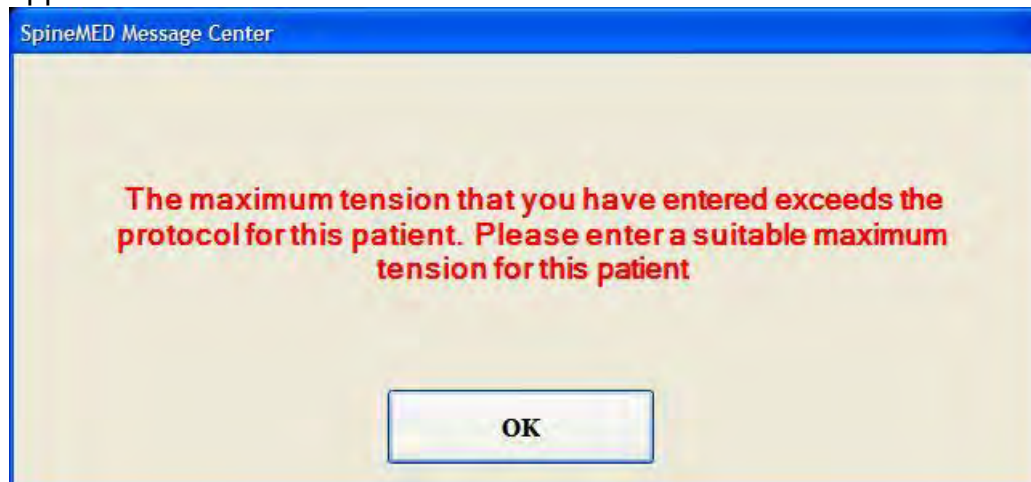 SpineMED Message Center
The maximum tension that you have entered exceeds the
protocol for this patient. Please enter a suitable maximum
tension for this patient
OK